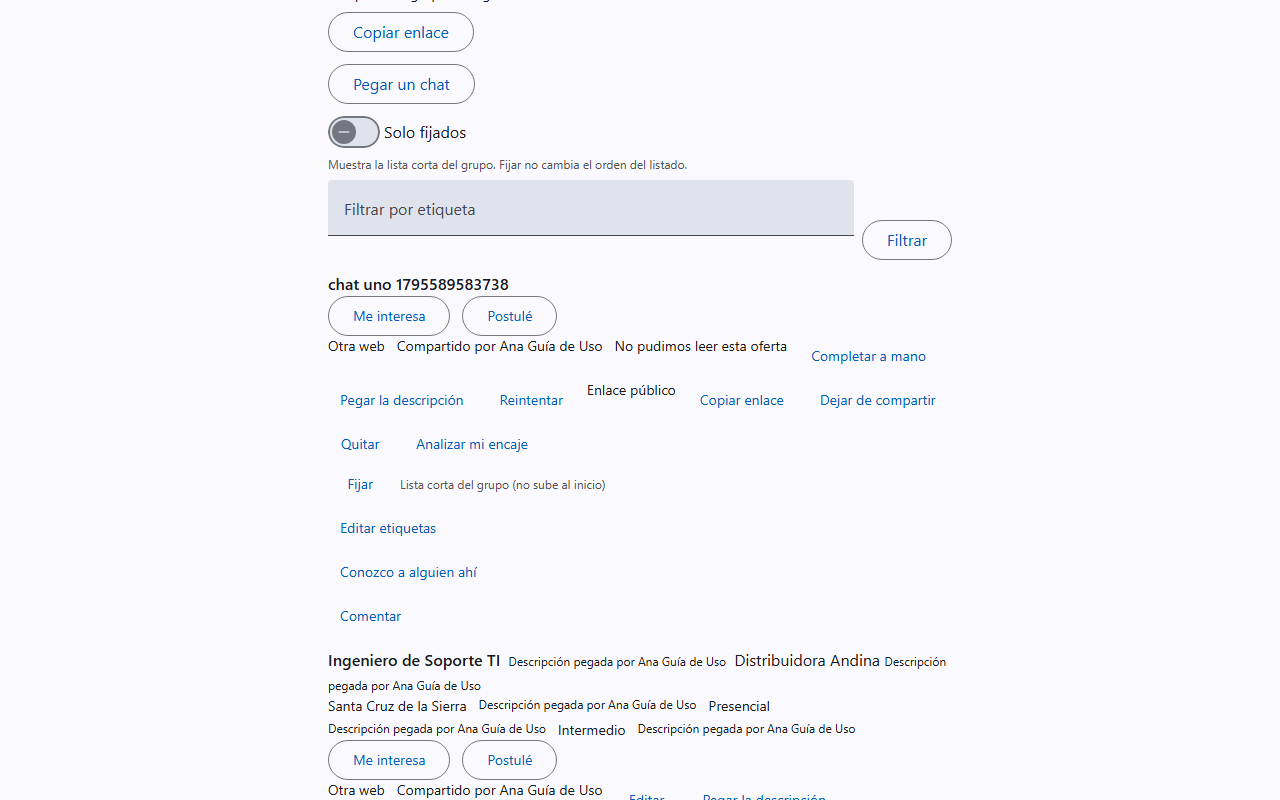 Copiar enlace
Pegar un chat
Solo fijados
Muestra la lista corta del grupo. Fijar no cambia el orden del listado.
Filtrar por etiqueta
Filtrar
chat uno 1795589583738
Me interesa Postulé
Otra web Compartido por Ana Guía de Uso No pudimos leer esta oferta Completar a mano
Pegar la descripción Reintentar Enlace público Copiar enlace Dejar de compartir
Quitar Analizar mi encaje
Fijar Lista corta del grupo (no sube al inicio)
Editar etiquetas
Conozco a alguien ahí
Comentar
Ingeniero de Soporte TI Descripción pegada por Ana Guía de Uso Distribuidora Andina Descripción
pegada por Ana Guía de Uso
Santa Cruz de la Sierra Descripción pegada por Ana Guía de Uso Presencial
Descripción pegada por Ana Guía de Uso Intermedio Descripción pegada por Ana Guía de Uso
Me interesa Postulé
Otra web Compartido por Ana Guía de Uso Editar Pegar la descripción